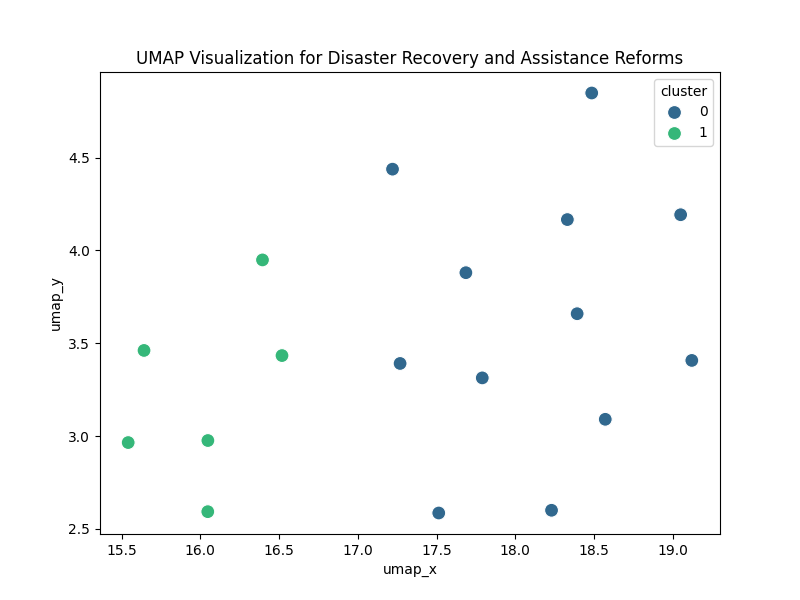 UMAP Visualization for Disaster Recovery and Assistance Reforms
cluster
0
1
4.5
4.0
3.5
3.0
2.5
umap_y
15.5 16.0 16.5 17.0 17.5 18.0 18.5 19.0
umap_x